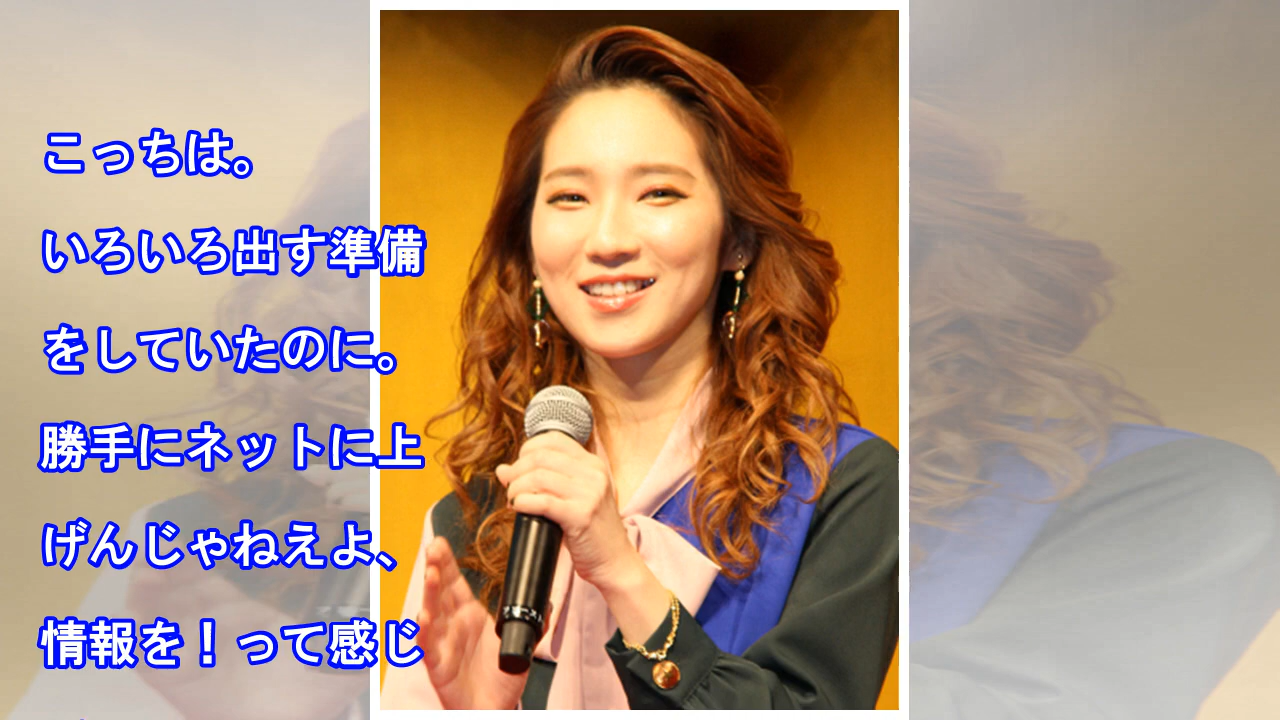 こっちは。
いろいろ出す準備
をしていたのに。
勝手にネットに上
げんじゃねえよ、
情報を！って感じ